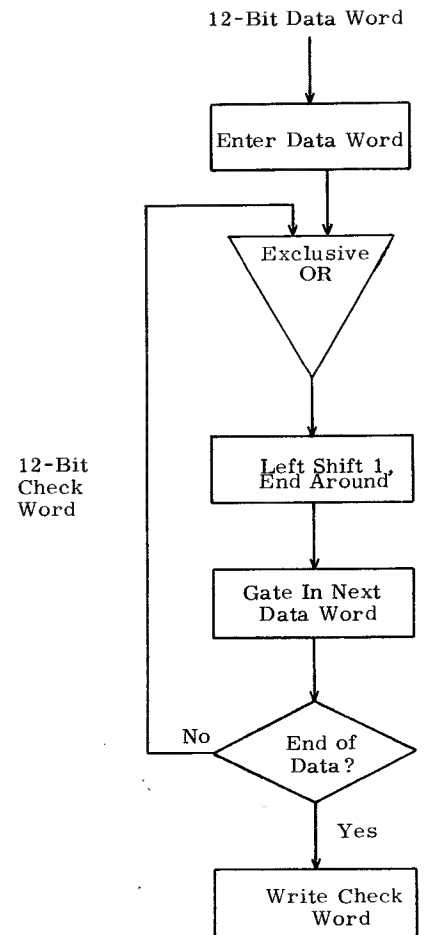 12-Bit Data Word
Enter Data Word
Exclusive
OR
12-Bit
Check
Word
Left Shift 1,
End Around
Gate In Next
Data Word
No
End of
Data?
Yes
Write Check
Word